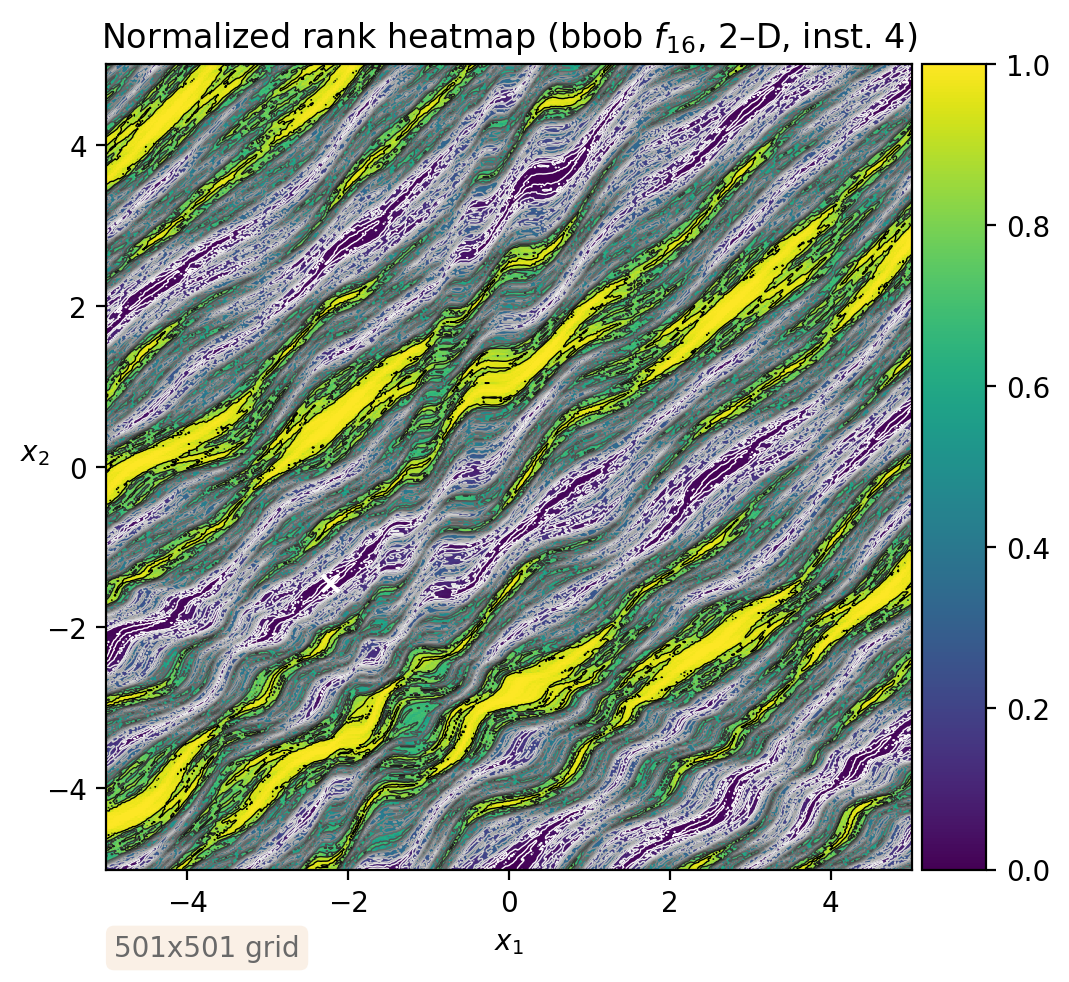 Normalized rank heatmap (bbob f₁₆, 2–D, inst. 4)
1.0
0.8
0.6
0.4
0.2
0.0
4
2
0
−2
−4
x₂
−4 −2 0 2 4
x₁
501x501 grid